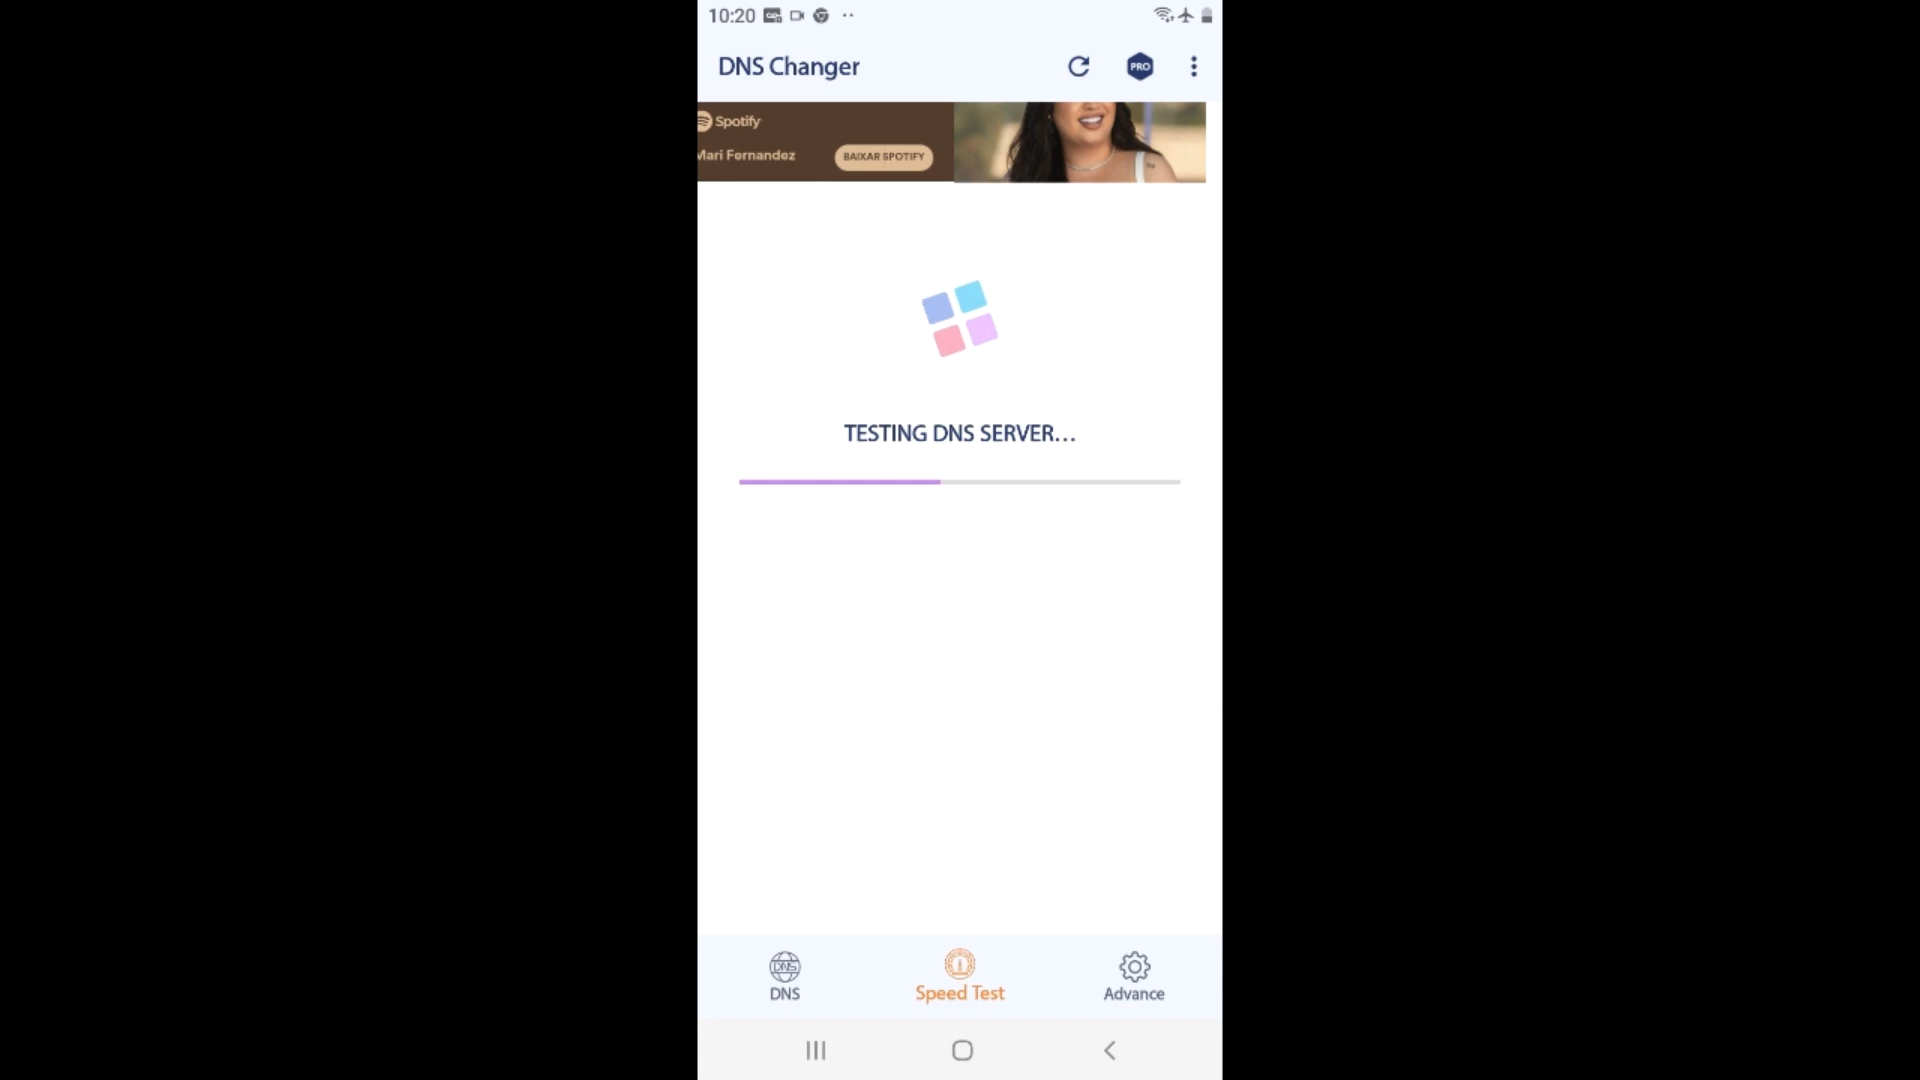 10:20
DNS Changer
PRO
Spotify
Mari Fernandez
BAIXAR SPOTIFY
TESTING DNS SERVER...
DNS
DNS
Speed Test
Advance